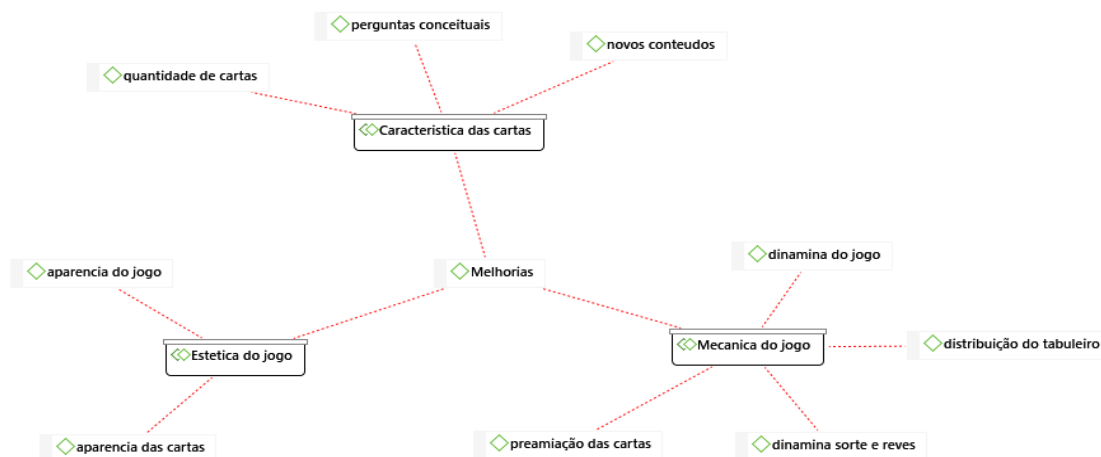 perguntas conceituais
novos conteudos
quantidade de cartas
Caracteristica das cartas
dinamina do jogo
aparencia do jogo
Melhorias
distribuição do tabuleiro
Estetica do jogo
Mecanica do jogo
aparencia das cartas
preamiação das cartas
dinamina sorte e reves